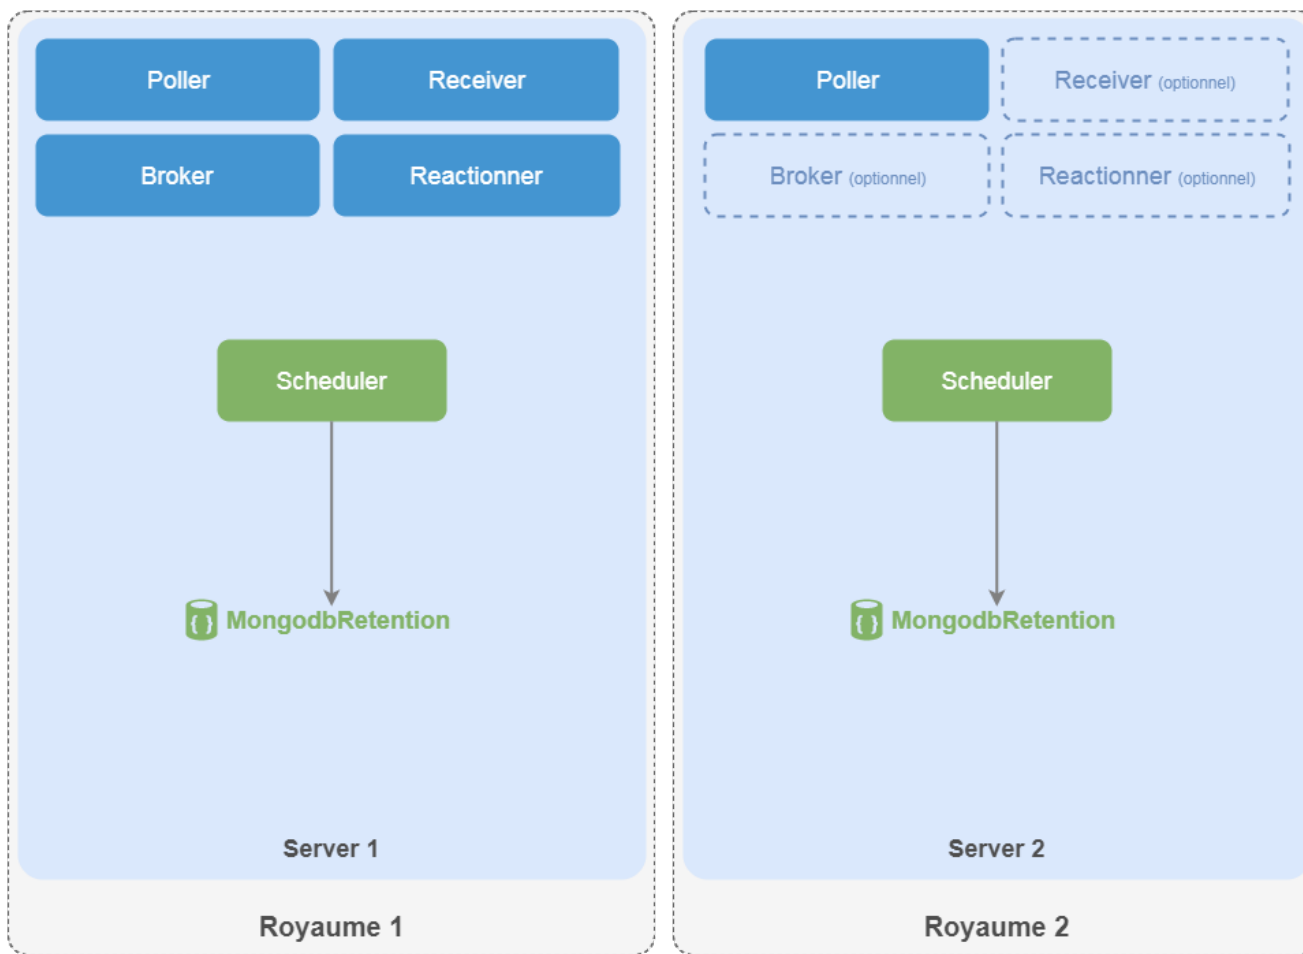 Poller
Receiver
Broker
Reactionner
Scheduler
MongodbRetention
Server 1
Royaume 1
Poller
Receiver (optionnel)
Broker (optionnel)
Reactionner (optionnel)
Scheduler
MongodbRetention
Server 2
Royaume 2